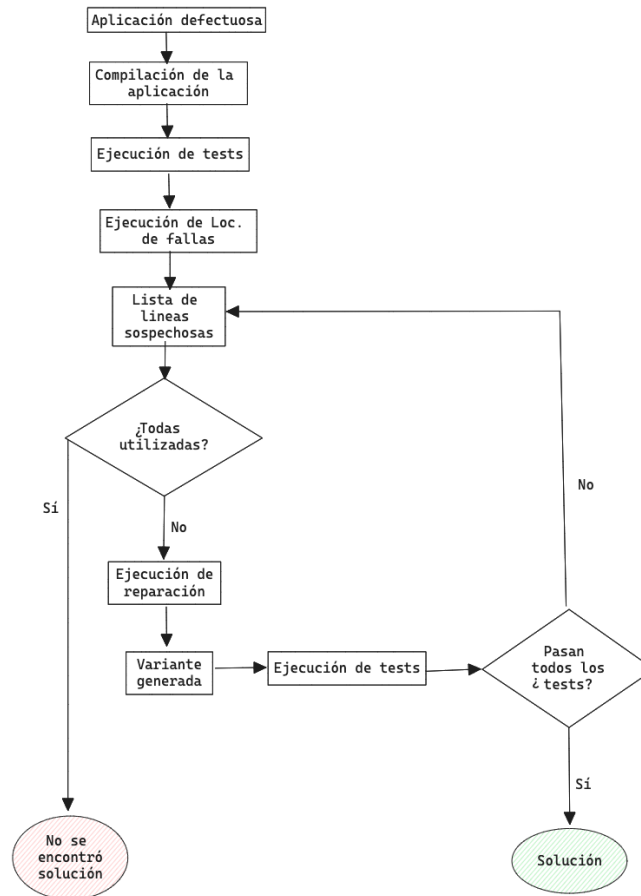 Aplicación defectuosa
Compilación de la
aplicación
Ejecución de tests
Ejecución de Loc.
de fallas
Lista de
lineas
sospechosas
¿Todas
utilizadas?
Sí
No
Ejecución de
reparación
Variante
generada
Ejecución de tests
Pasan
todos los
¿ tests?
No
Sí
No se
encontró
solución
Solución